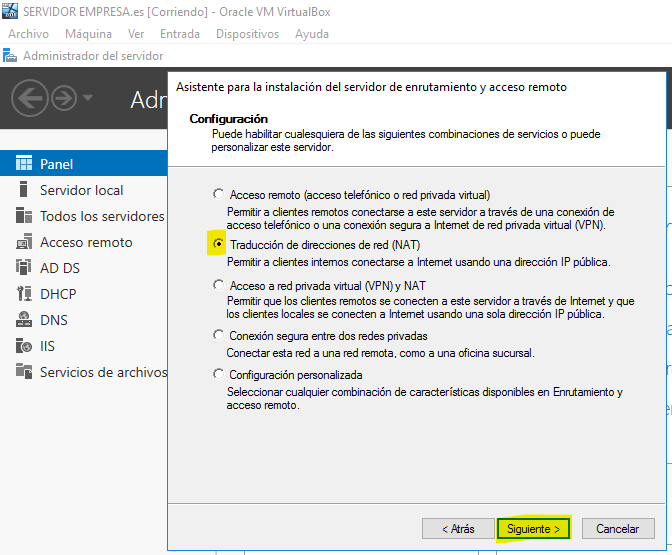 SERVIDOR EMPRESA.es [Corriendo] - Oracle VM VirtualBox
Archivo Máquina Ver Entrada Dispositivos Ayuda
Administrador del servidor
Adr
Asistente para la instalación del servidor de enrutamiento y acceso remoto
Configuración
Puede habilitar cualesquiera de las siguientes combinaciones de servicios o puede
personalizar este servidor.
Panel
Servidor local
Todos los servidores
Acceso remoto
AD DS
DHCP
DNS
IIS
Servicios de archivos
Acceso remoto (acceso telefónico o red privada virtual)
Permitir a clientes remotos conectarse a este servidor a través de una conexión de
acceso telefónico o una conexión segura a Internet de red privada virtual (VPN).
Traducción de direcciones de red (NAT)
Permitir a clientes internos conectarse a Internet usando una dirección IP pública.
Acceso a red privada virtual (VPN) y NAT
Permitir que los clientes remotos se conecten a este servidor a través de Internet y que
los clientes locales se conecten a Internet usando una sola dirección IP pública.
Conexión segura entre dos redes privadas
Conectar esta red a una red remota, como a una oficina sucursal.
Configuración personalizada
Seleccionar cualquier combinación de características disponibles en Enrutamiento y
acceso remoto.
< Atrás Siguiente > Cancelar